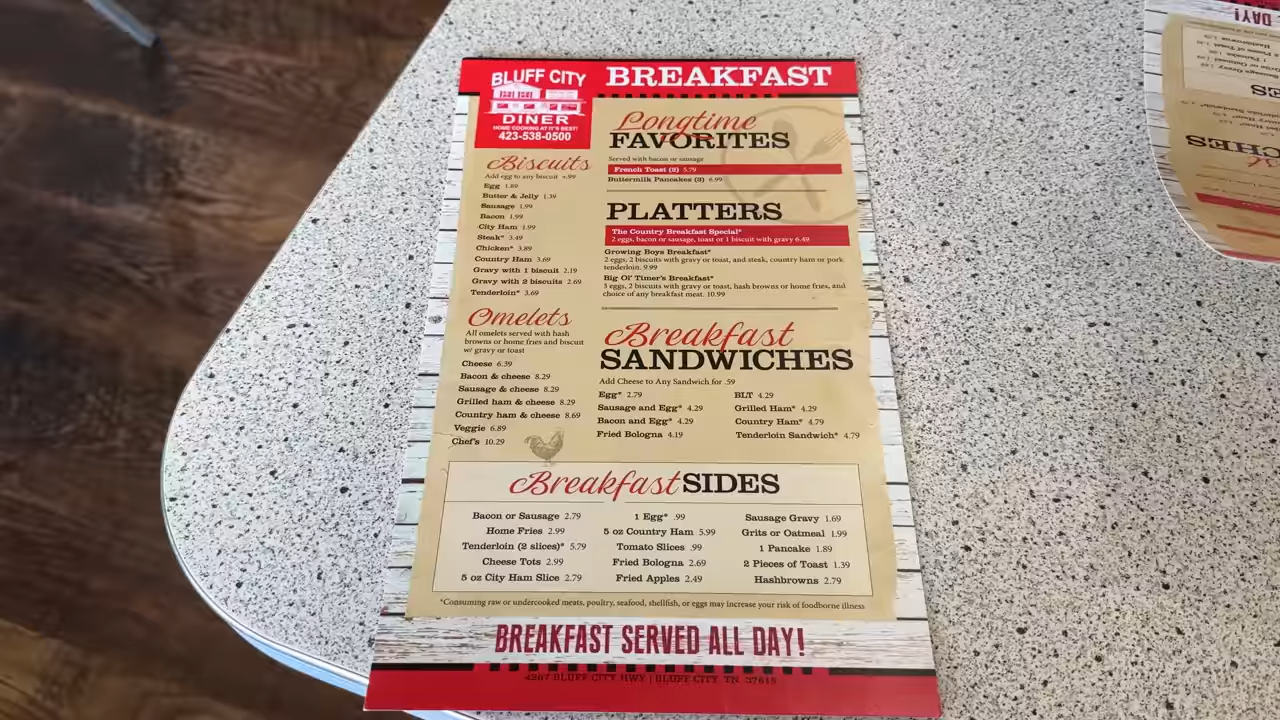 BLUFF CITY
DINER
HOME COOKING AT IT'S BEST!
423-538-0500
BREAKFAST
Biscuits
Add egg to any biscuit .99
Egg 1.89
Butter & Jelly 1.39
Sausage 1.99
Bacon 1.99
City Ham 1.99
Steak* 3.49
Chicken* 3.89
Country Ham 3.69
Gravy with 1 biscuit 2.19
Gravy with 2 biscuits 2.69
Tenderloin* 3.69
Omelets
All omelets served with hash
browns or home fries and biscuit
w/ gravy or toast
Cheese 6.39
Bacon & cheese 8.29
Sausage & cheese 8.29
Grilled ham & cheese 8.29
Country ham & cheese 8.69
Veggie 6.89
Chef's 10.29
Longtime
FAVORITES
Served with bacon or sausage
French Toast (2) 5.79
Buttermilk Pancakes (3) 6.99
PLATTERS
The Country Breakfast Special*
2 eggs, bacon or sausage, toast or 1 biscuit with gravy 6.49
Growing Boys Breakfast*
2 eggs, 2 biscuits with gravy or toast, and steak, country ham or pork
tenderloin. 9.99
Big Ol' Timer's Breakfast*
3 eggs, 2 biscuits with gravy or toast, hash browns or home fries, and
choice of any breakfast meat. 10.99
Breakfast
SANDWICHES
Add Cheese to Any Sandwich for .59
Egg* 2.79
Sausage and Egg* 4.29
Bacon and Egg* 4.29
Fried Bologna 4.19
BLT 4.29
Grilled Ham* 4.29
Country Ham* 4.79
Tenderloin Sandwich* 4.79
Breakfast SIDES
Bacon or Sausage 2.79
Home Fries 2.99
Tenderloin (2 slices)* 5.79
Cheese Tots 2.99
5 oz City Ham Slice 2.79
1 Egg* .99
5 oz Country Ham 5.99
Tomato Slices .99
Fried Bologna 2.69
Fried Apples 2.49
Sausage Gravy 1.69
Grits or Oatmeal 1.99
1 Pancake 1.89
2 Pieces of Toast 1.39
Hashbrowns 2.79
*Consuming raw or undercooked meats, poultry, seafood, shellfish, or eggs may increase your risk of foodborne illness
BREAKFAST SERVED ALL DAY!
4267 BLUFF CITY HWY | BLUFF CITY, TN 37618
DAY!